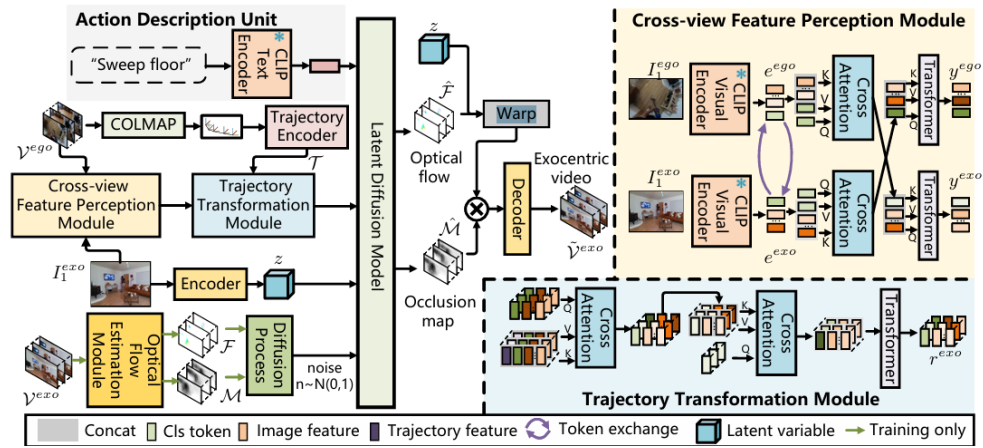 Action Description Unit
“Sweep floor”
CLIP
Text
Encoder
COLMAP
Trajectory
Encoder
𝒱^{ego}
𝒯
Cross-view
Feature Perception
Module
Trajectory
Transformation
Module
I_1^{exo}
Encoder
z
Optical
Flow
Estimation
Module
ℱ
ℳ
𝒱^{exo}
Diffusion
Process
noise
n~N(0,1)
Latent Diffusion Model
z
ℱ̂
Optical
flow
Warp
ℳ̂
Occlusion
map
Decoder
Exocentric
video
𝒱̃^{exo}
Cross-view Feature Perception Module
I_1^{ego}
CLIP
Visual
Encoder
e^{ego}
K
V
Q
Cross
Attention
K
V
Q
Transformer
y^{ego}
I_1^{exo}
CLIP
Visual
Encoder
e^{exo}
Q
V
K
Cross
Attention
K
V
Q
Transformer
y^{exo}
Q
V
K
Cross
Attention
K
V
Q
Cross
Attention
Transformer
r^{exo}
Trajectory Transformation Module
Concat
Cls token
Image feature
Trajectory feature
Token exchange
Latent variable
Training only